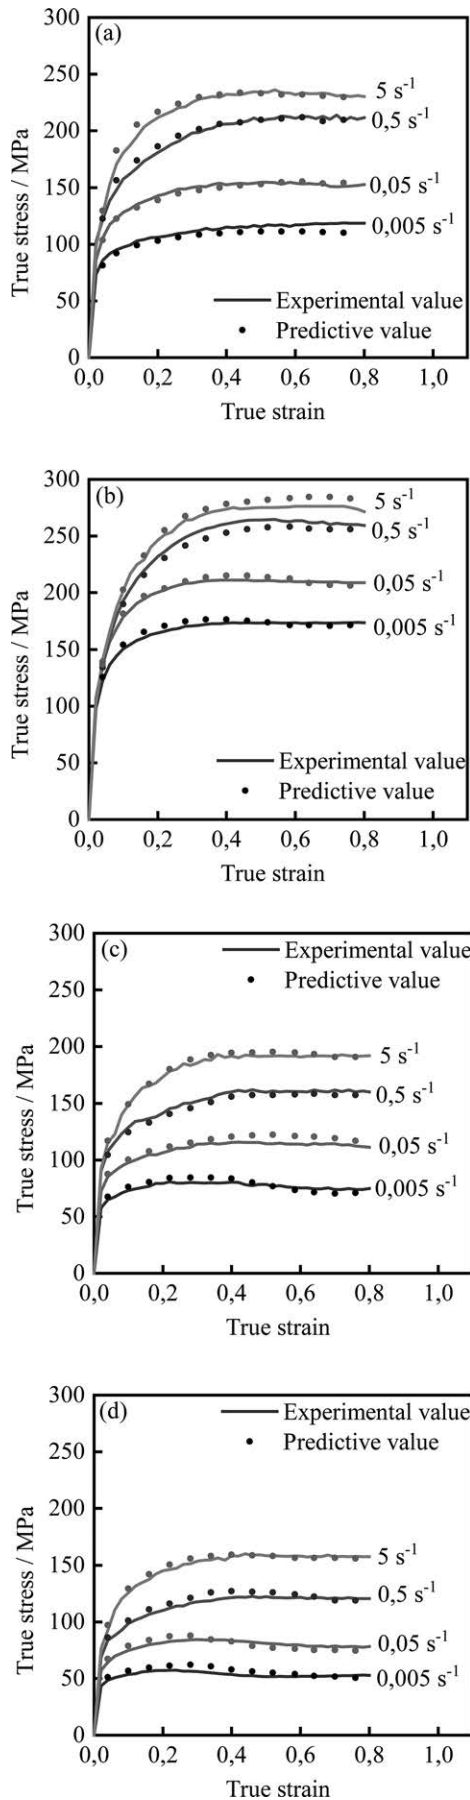 (a)
300
250
200
150
100
50
0
True stress / MPa
5 s⁻¹
0,5 s⁻¹
0,05 s⁻¹
0,005 s⁻¹
Experimental value
Predictive value
0,0 0,2 0,4 0,6 0,8 1,0
True strain
(b)
300
250
200
150
100
50
0
True stress / MPa
5 s⁻¹
0,5 s⁻¹
0,05 s⁻¹
0,005 s⁻¹
Experimental value
Predictive value
0,0 0,2 0,4 0,6 0,8 1,0
True strain
(c)
300
250
200
150
100
50
0
True stress / MPa
Experimental value
Predictive value
5 s⁻¹
0,5 s⁻¹
0,05 s⁻¹
0,005 s⁻¹
0,0 0,2 0,4 0,6 0,8 1,0
True strain
(d)
300
250
200
150
100
50
0
True stress / MPa
Experimental value
Predictive value
5 s⁻¹
0,5 s⁻¹
0,05 s⁻¹
0,005 s⁻¹
0,0 0,2 0,4 0,6 0,8 1,0
True strain